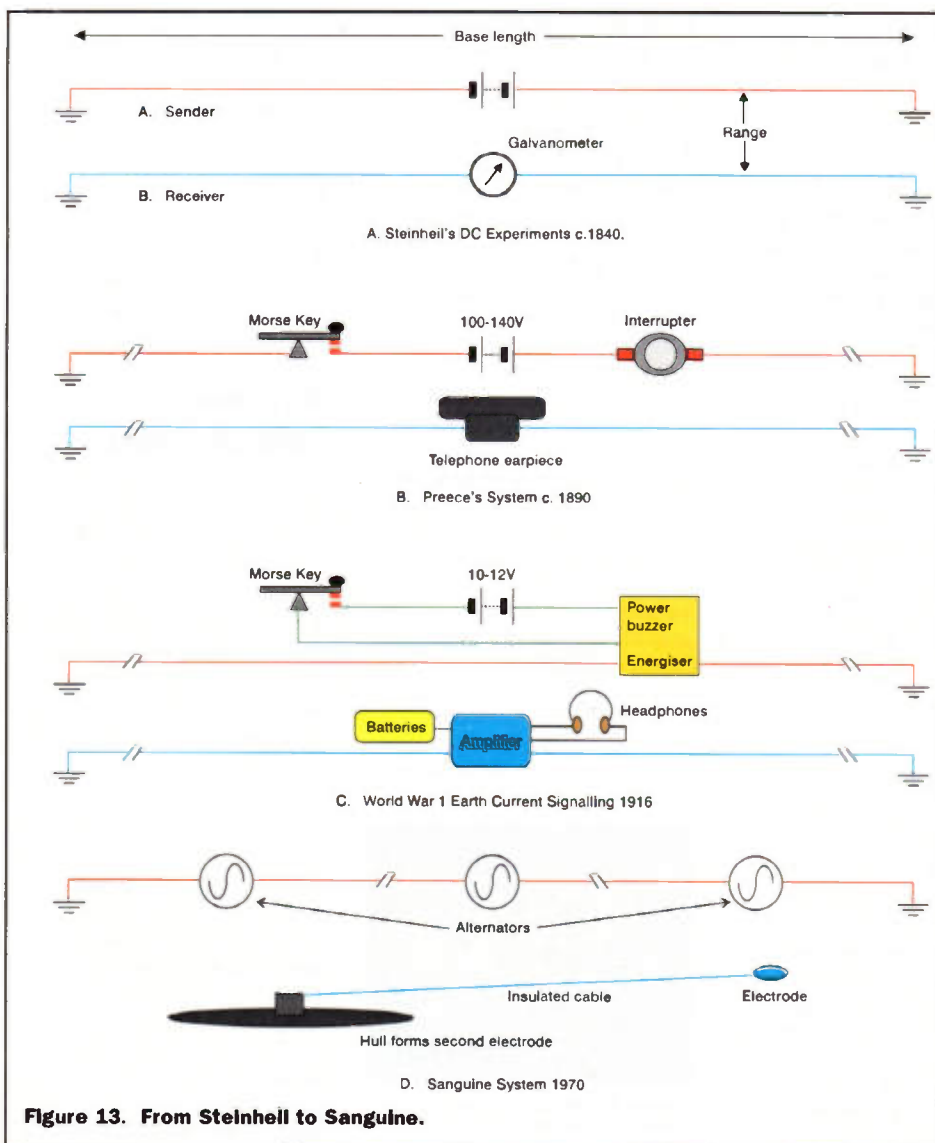 Base length
A. Sender
Range
Galvanometer
B. Receiver
A. Steinheil's DC Experiments c.1840.
Morse Key
100-140V
Interrupter
Telephone earpiece
B. Preece's System c. 1890
Morse Key
10-12V
Power
buzzer
Energiser
Headphones
Batteries
Amplifier
C. World War 1 Earth Current Signalling 1916
Alternators
Insulated cable
Electrode
Hull forms second electrode
D. Sanguine System 1970
Figure 13. From Steinheil to Sanguine.